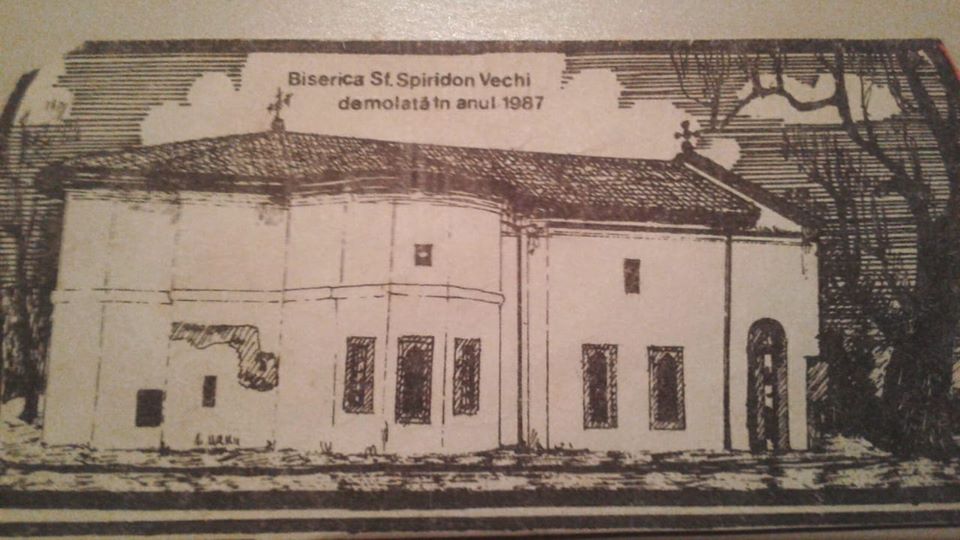 Biserica Sf. Spiridon Vechi
demolată în anul 1987